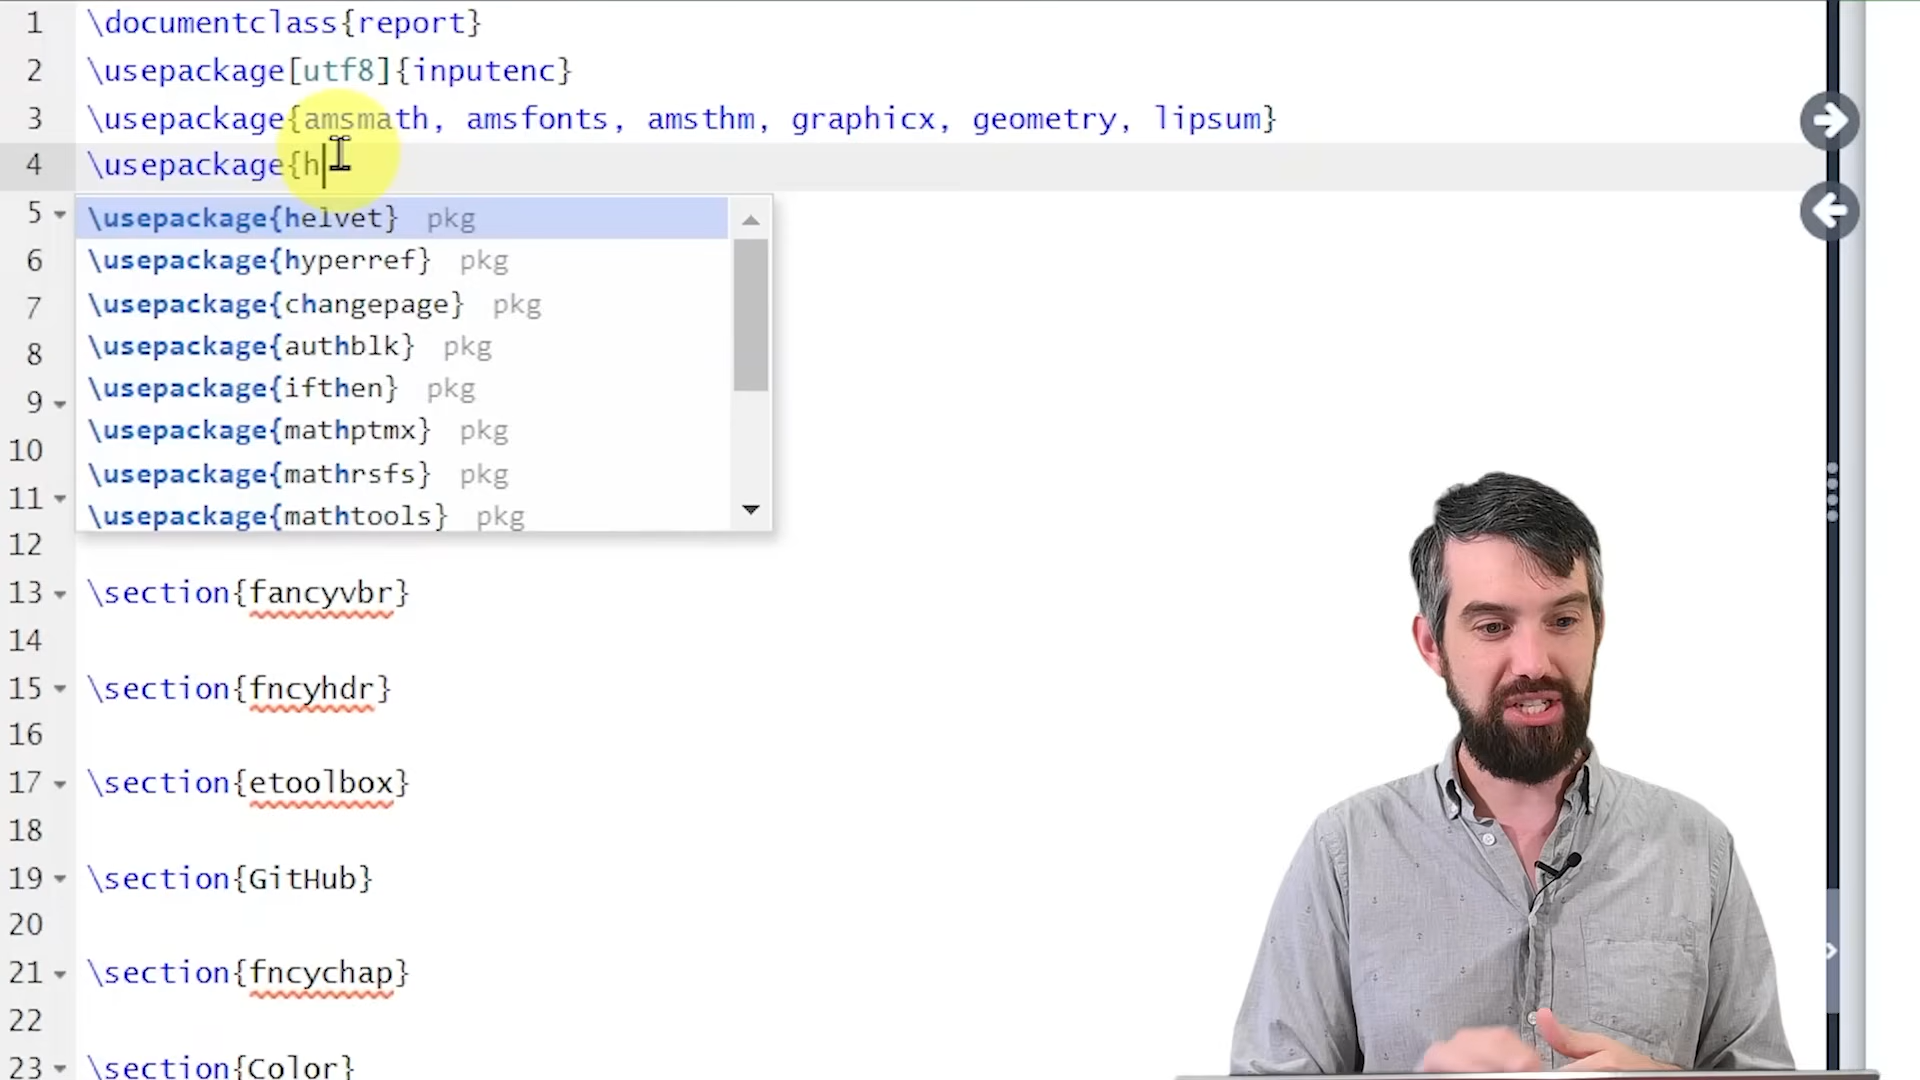 1 \documentclass{report}
2 \usepackage[utf8]{inputenc}
3 \usepackage{amsmath, amsfonts, amsthm, graphicx, geometry, lipsum}
4 \usepackage{h
5 \usepackage{helvet} pkg
6 \usepackage{hyperref} pkg
7 \usepackage{changepage} pkg
8 \usepackage{authblk} pkg
9 \usepackage{ifthen} pkg
10 \usepackage{mathptmx} pkg
11 \usepackage{mathrsfs} pkg
\usepackage{mathtools} pkg
12
13 \section{fancyvbr}
14
15 \section{fncyhdr}
16
17 \section{etoolbox}
18
19 \section{GitHub}
20
21 \section{fncychap}
22
23 \section{Color}